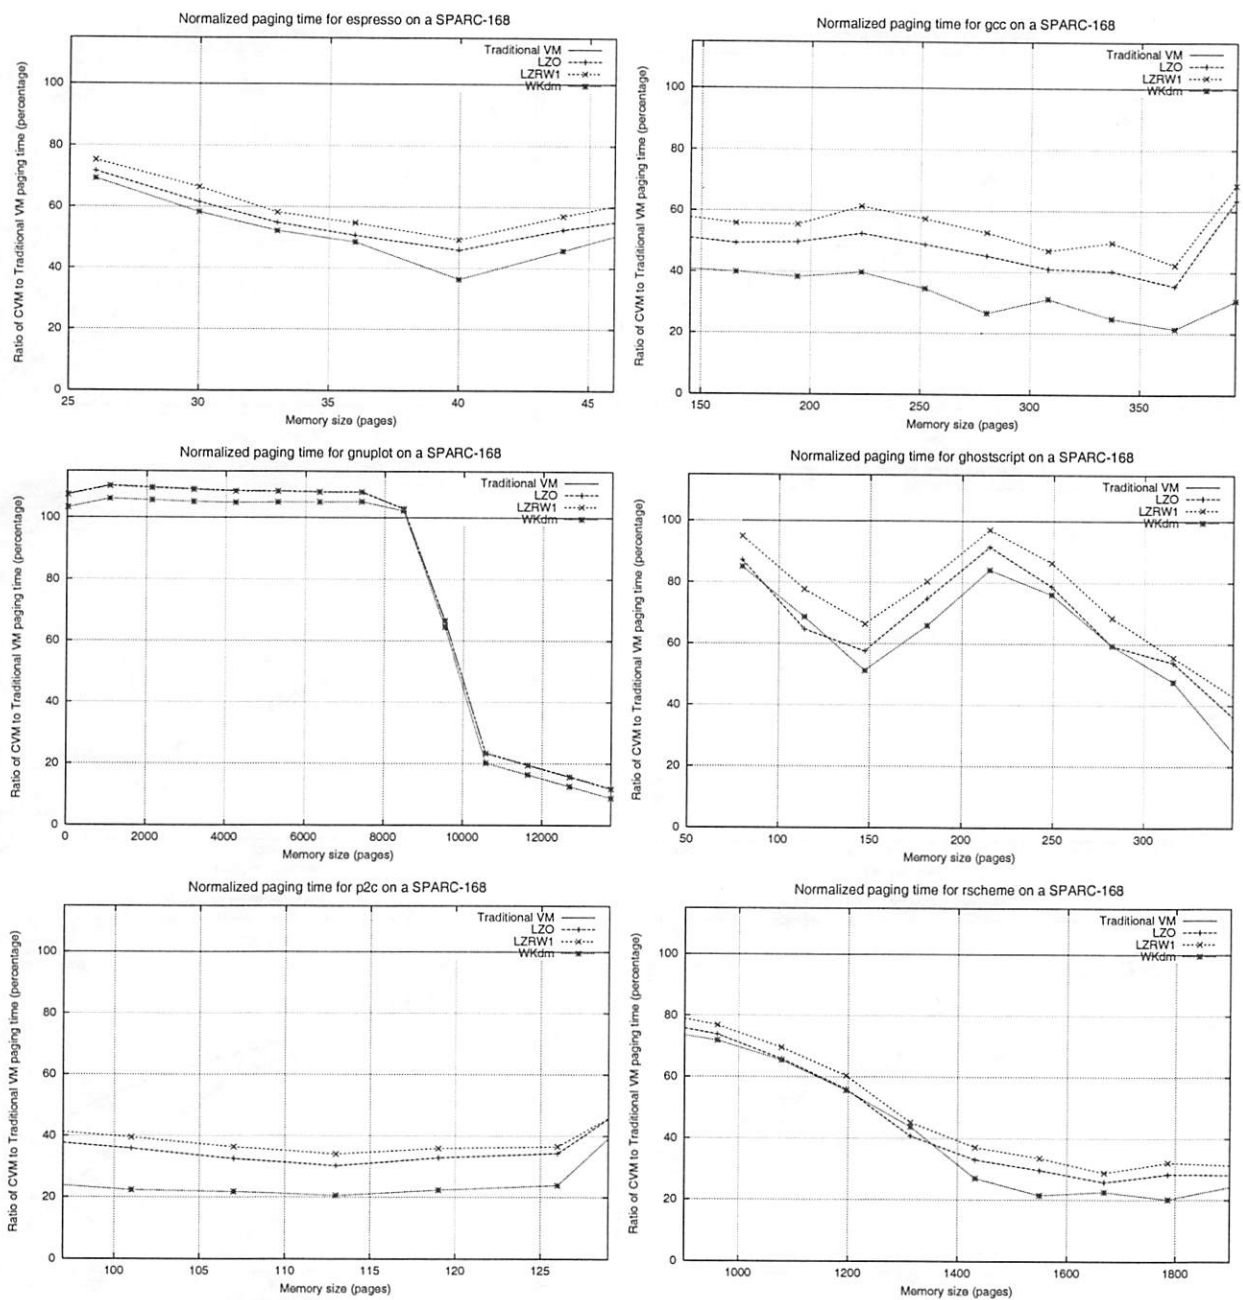 Normalized paging time for espresso on a SPARC-168
Ratio of CVM to Traditional VM paging time (percentage)
100
80
60
40
20
0
Traditional VM
LZO
LZRW1
WKdm
25 30 35 40 45
Memory size (pages)
Normalized paging time for gcc on a SPARC-168
Ratio of CVM to Traditional VM paging time (percentage)
100
80
60
40
20
0
Traditional VM
LZO
LZRW1
WKdm
150 200 250 300 350
Memory size (pages)
Normalized paging time for gnuplot on a SPARC-168
Ratio of CVM to Traditional VM paging time (percentage)
100
80
60
40
20
0
Traditional VM
LZO
LZRW1
WKdm
0 2000 4000 6000 8000 10000 12000
Memory size (pages)
Normalized paging time for ghostscript on a SPARC-168
Ratio of CVM to Traditional VM paging time (percentage)
100
80
60
40
20
0
Traditional VM
LZO
LZRW1
WKdm
50 100 150 200 250 300
Memory size (pages)
Normalized paging time for p2c on a SPARC-168
Ratio of CVM to Traditional VM paging time (percentage)
100
80
60
40
20
0
Traditional VM
LZO
LZRW1
WKdm
100 105 110 115 120 125
Memory size (pages)
Normalized paging time for rscheme on a SPARC-168
Ratio of CVM to Traditional VM paging time (percentage)
100
80
60
40
20
0
Traditional VM
LZO
LZRW1
WKdm
1000 1200 1400 1600 1800
Memory size (pages)